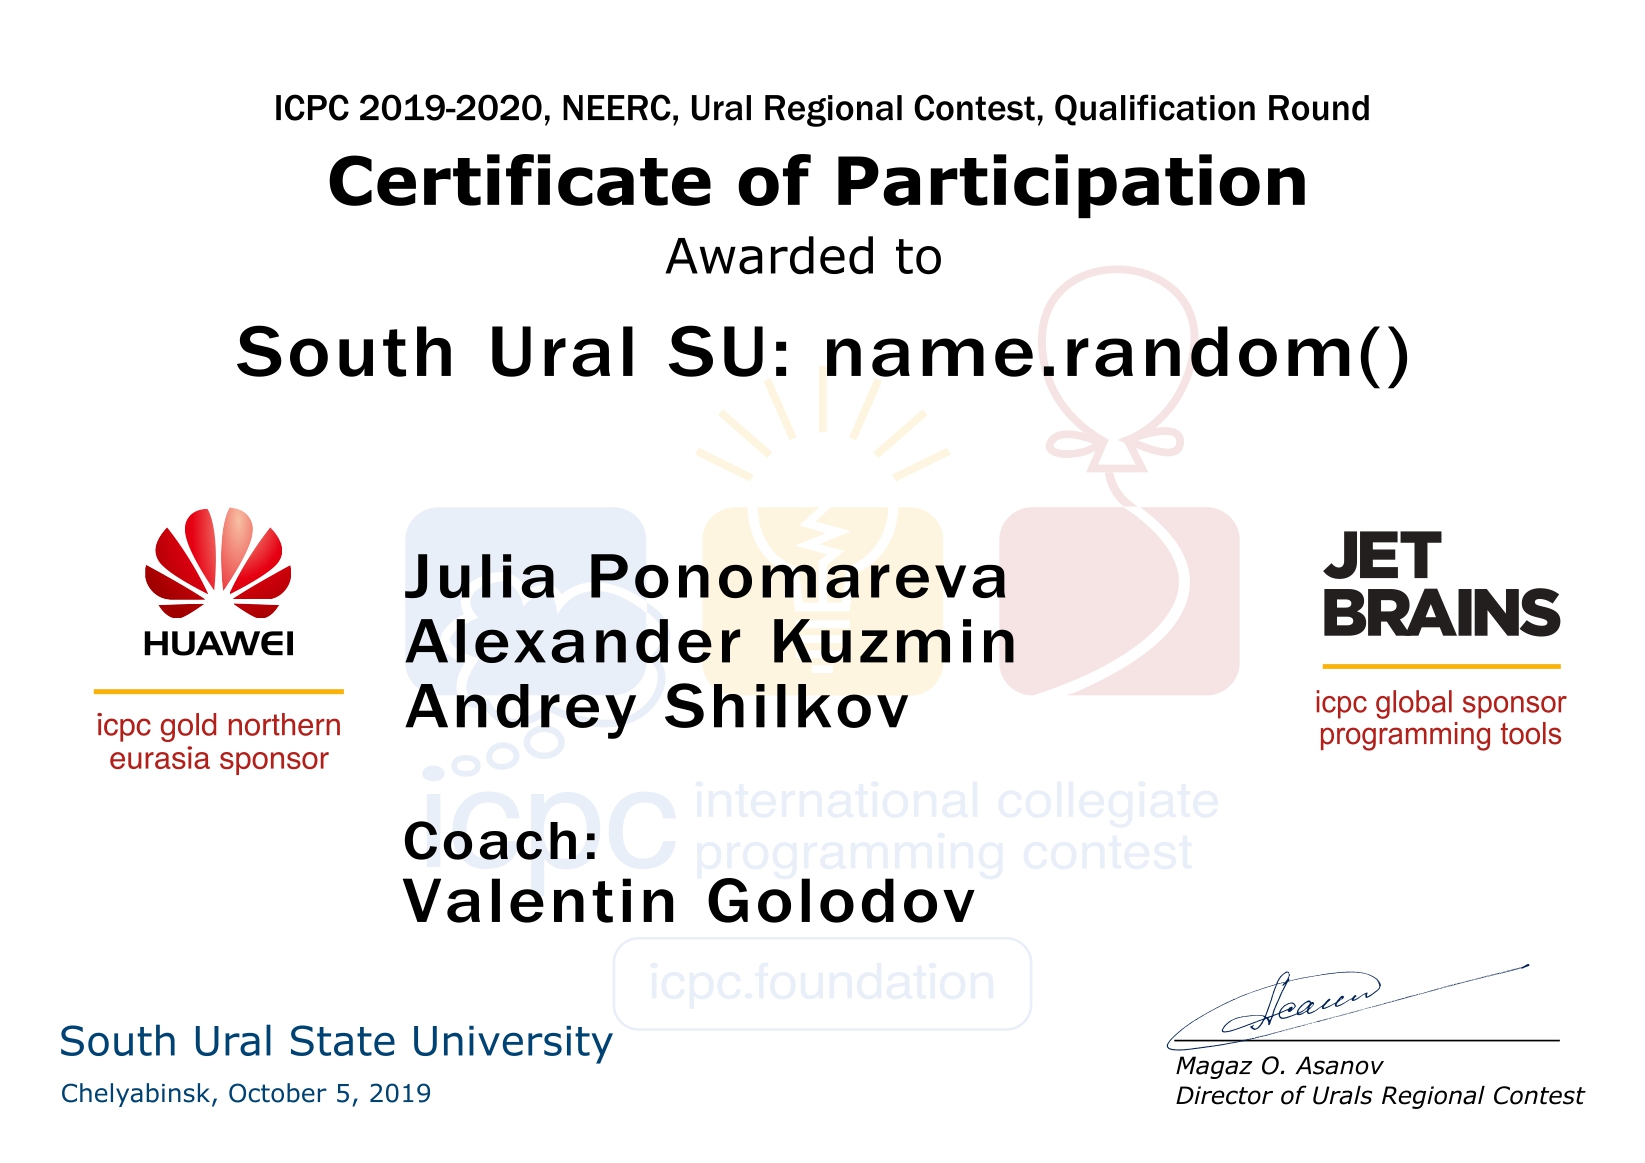 ICPC 2019-2020, NEERC, Ural Regional Contest, Qualification Round
Certificate of Participation
Awarded to
South Ural SU: name.random()
HUAWEI
icpc gold northern
eurasia sponsor
Julia Ponomareva
Alexander Kuzmin
Andrey Shilkov
JET
BRAINS
icpc global sponsor
programming tools
icpc
international collegiate
programming contest
Coach:
Valentin Golodov
icpc.foundation
South Ural State University
Chelyabinsk, October 5, 2019
Magaz O. Asanov
Director of Urals Regional Contest